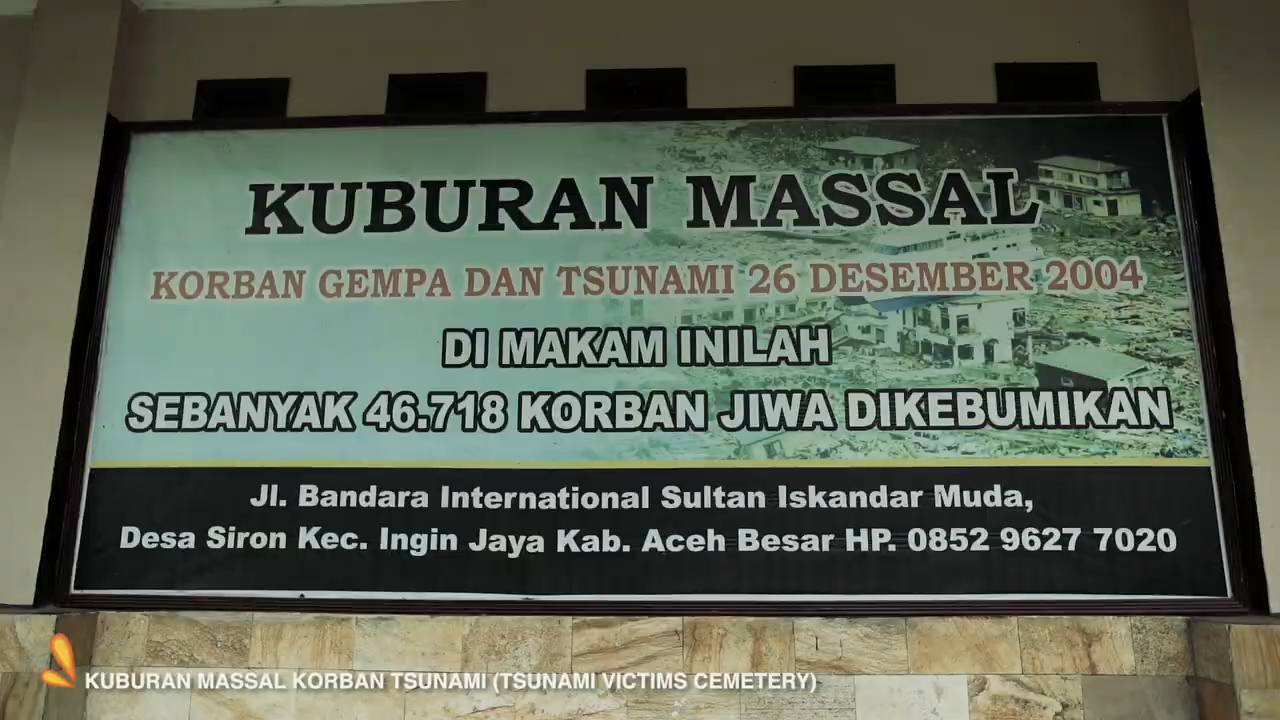 KUBURAN MASSAL
KORBAN GEMPA DAN TSUNAMI 26 DESEMBER 2004
DI MAKAM INILAH
SEBANYAK 46.718 KORBAN JIWA DIKEBUMIKAN
Jl. Bandara International Sultan Iskandar Muda,
Desa Siron Kec. Ingin Jaya Kab. Aceh Besar HP. 0852 9627 7020
KUBURAN MASSAL KORBAN TSUNAMI (TSUNAMI VICTIMS CEMETERY)